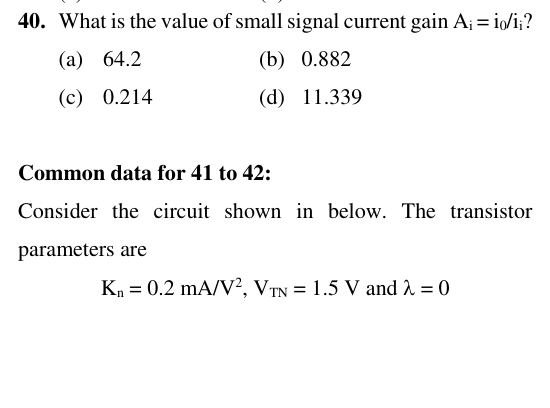 40. What is the value of small signal current gain Aᵢ = i₀/iᵢ?
(a) 64.2 (b) 0.882
(c) 0.214 (d) 11.339
Common data for 41 to 42:
Consider the circuit shown in below. The transistor
parameters are
Kₙ = 0.2 mA/V², V_TN = 1.5 V and λ = 0